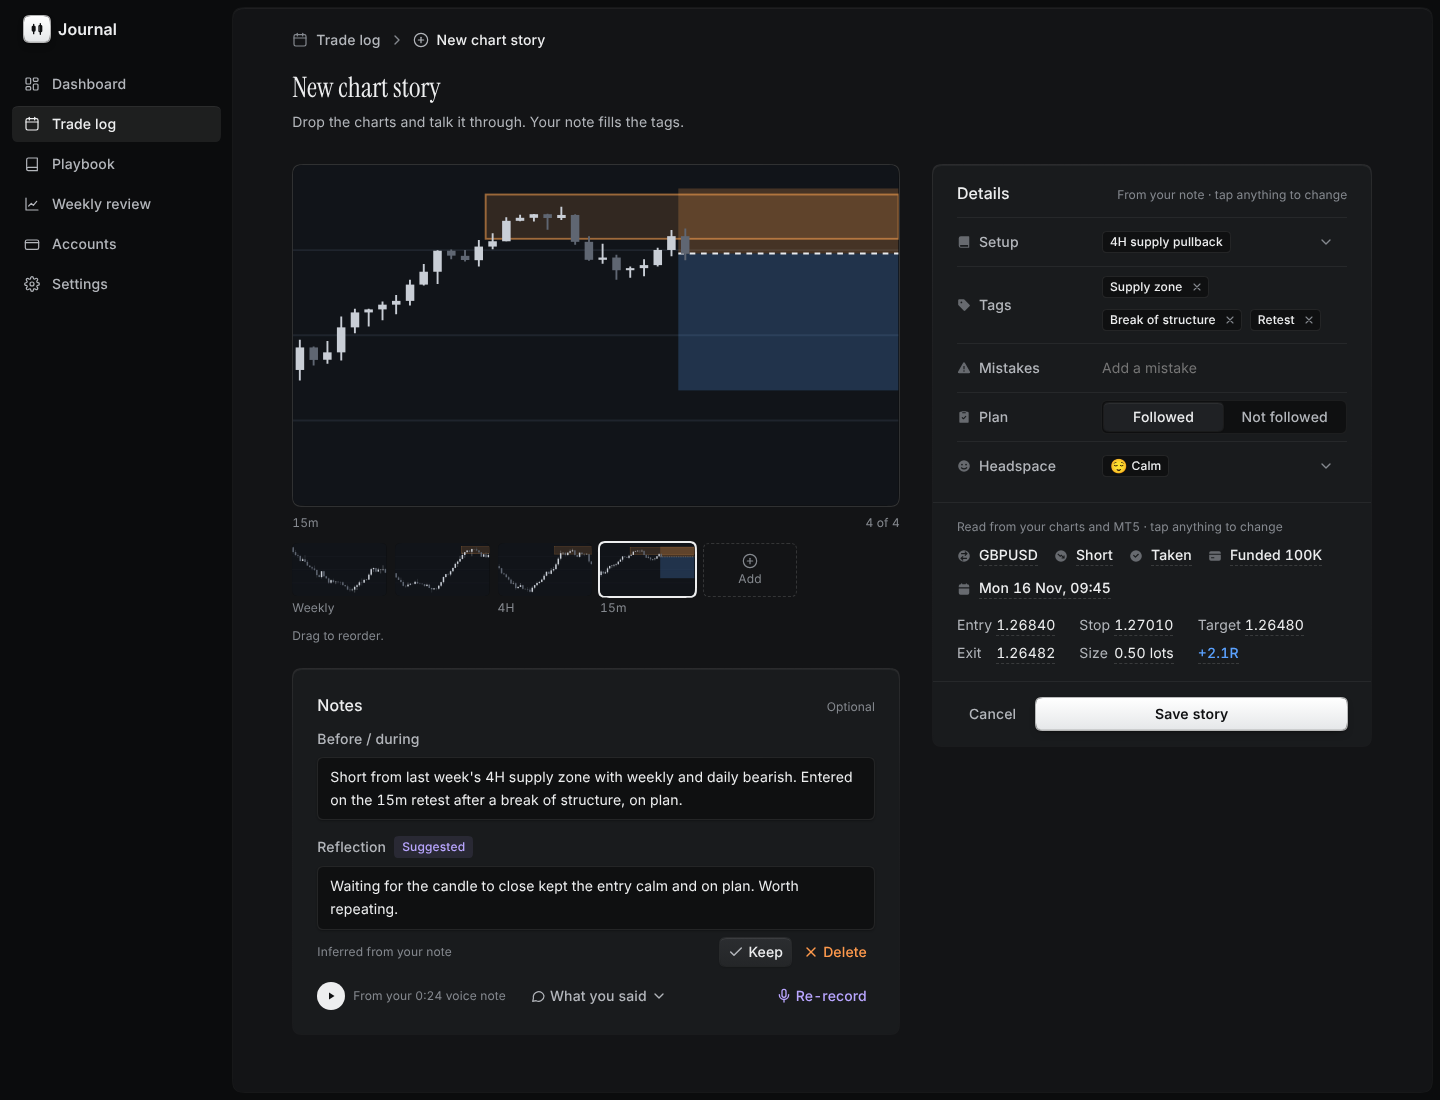 Journal
Dashboard
Trade log
Playbook
Weekly review
Accounts
Settings
Trade log
New chart story
New chart story
Drop the charts and talk it through. Your note fills the tags.
15m
4 of 4
Add
Weekly
4H
15m
Drag to reorder.
Notes
Optional
Before / during
Short from last week's 4H supply zone with weekly and daily bearish. Entered
on the 15m retest after a break of structure, on plan.
Reflection
Suggested
Waiting for the candle to close kept the entry calm and on plan. Worth
repeating.
Inferred from your note
Keep
Delete
From your 0:24 voice note
What you said
Re-record
Details
From your note · tap anything to change
Setup
4H supply pullback
Tags
Supply zone
Break of structure
Retest
Mistakes
Add a mistake
Plan
Followed
Not followed
Headspace
Calm
Read from your charts and MT5 · tap anything to change
GBPUSD
Short
Taken
Funded 100K
Mon 16 Nov, 09:45
Entry 1.26840
Stop 1.27010
Target 1.26480
Exit 1.26482
Size 0.50 lots
+2.1R
Cancel
Save story